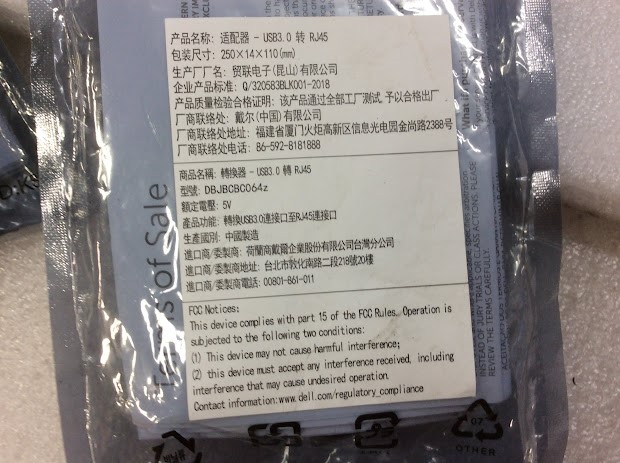 产品名称: 适配器 - USB3.0 转 RJ45
包装尺寸: 250×14×110(mm)
生产厂厂名: 贸联电子(昆山)有限公司
企业产品标准: Q/320583BLK001-2018
产品质量检验合格证明: 该产品通过全部工厂测试, 予以合格出厂
厂商联络处: 戴尔(中国)有限公司
厂商联络处地址: 福建省厦门火炬高新区信息光电园金尚路2388号
厂商联络处电话: 86-592-8181888
商品名稱: 轉換器 - USB3.0 轉 RJ45
型號: DBJBCBC064z
額定電壓: 5V
產品功能: 轉換USB3.0連接口至RJ45連接口
生產國別: 中國製造
進口商/委製商: 荷蘭商戴爾企業股份有限公司台灣分公司
進口商/委製商地址: 台北市敦化南路二段218號20樓
進口商/委製商電話: 00801-861-011
FCC Notices:
This device complies with part 15 of the FCC Rules. Operation is
subjected to the following two conditions:
(1) This device may not cause harmful interference;
(2) this device must accept any interference received, including
interference that may cause undesired operation.
Contact information:www.dell.com/regulatory_compliance
of Sale
INSTEAD OF JURY TRIALS OR CLASS ACTIONS. PLEASE
REVIEW THE TERMS CAREFULLY.
07
OTHER